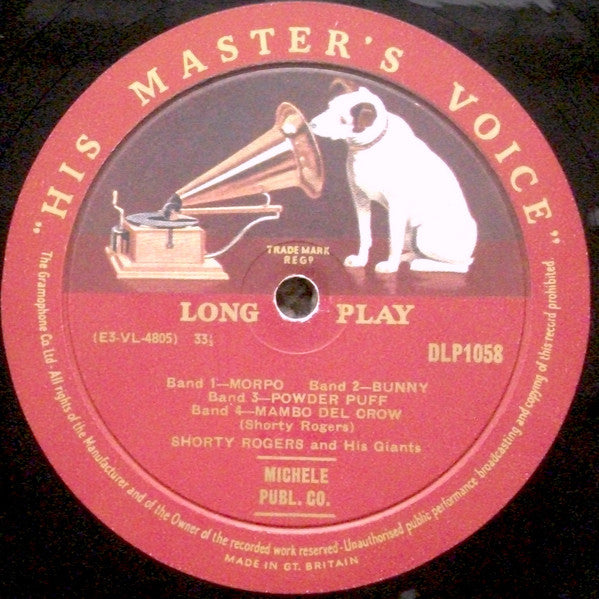 "HIS MASTER'S VOICE"
TRADE MARK
REGD
LONG PLAY
(E3-VL-4805) 33⅓
DLP1058
Band 1—MORPO Band 2—BUNNY
Band 3—POWDER PUFF
Band 4—MAMBO DEL CROW
(Shorty Rogers)
SHORTY ROGERS and His Giants
MICHELE
PUBL. CO.
The Gramophone Co. Ltd. All rights of the Manufacturer and of the Owner of the recorded work reserved-Unauthorised public performance broadcasting and copying of this record prohibited.
MADE IN GT. BRITAIN